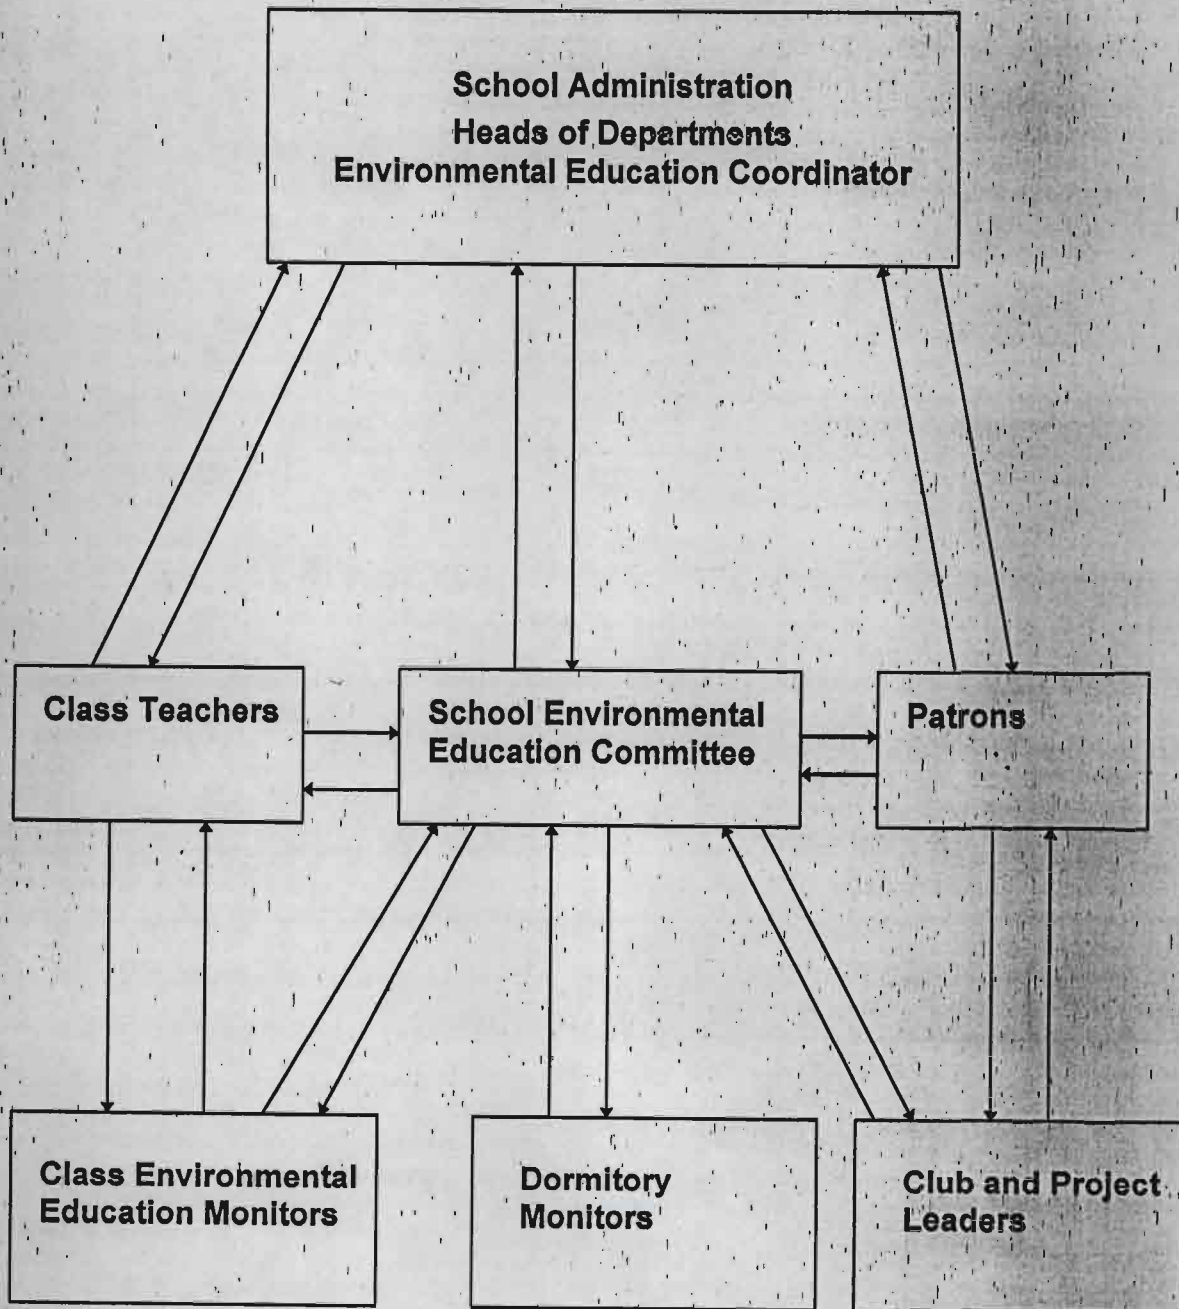 School Administration
Heads of Departments
Environmental Education Coordinator
Class Teachers
School Environmental
Education Committee
Patrons
Class Environmental
Education Monitors
Dormitory
Monitors
Club and Project
Leaders